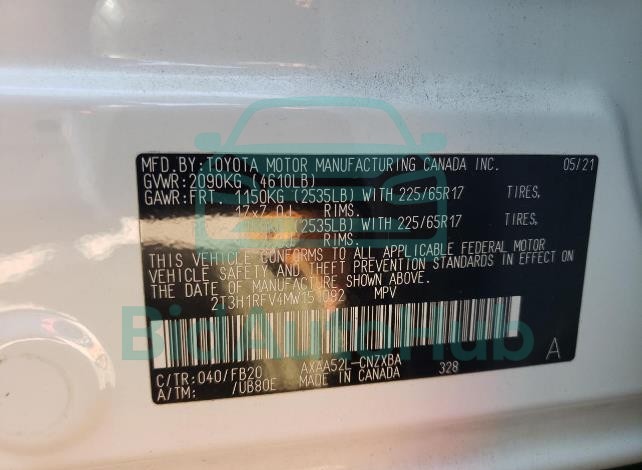 MFD.BY:TOYOTA MOTOR MANUFACTURING CANADA INC. 05/21
GVWR:2090KG (4610LB)
GAWR:FRT. 1150KG (2535LB) WITH 225/65R17 TIRES,
17x7.0J RIMS.
(2535LB) WITH 225/65R17 TIRES,
RIMS.
THIS VEHICLE CONFORMS TO ALL APPLICABLE FEDERAL MOTOR
VEHICLE SAFETY AND THEFT PREVENTION STANDARDS IN EFFECT ON
THE DATE OF MANUFACTURE SHOWN ABOVE.
MPV
BidAutoHub
A
C/TR:040/FB20 AXAA52L-CNZXBA 328
A/TM: /UB80E MADE IN CANADA